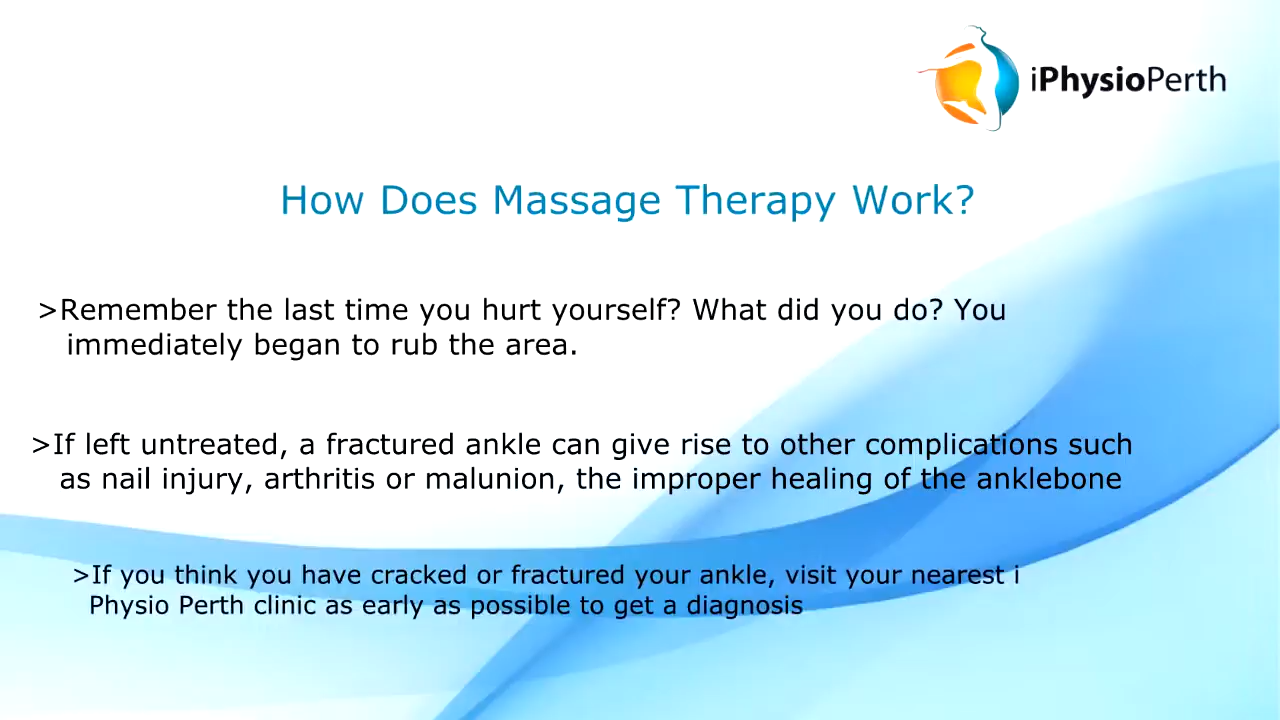 iPhysioPerth
How Does Massage Therapy Work?
>Remember the last time you hurt yourself? What did you do? You
immediately began to rub the area.
>If left untreated, a fractured ankle can give rise to other complications such
as nail injury, arthritis or malunion, the improper healing of the anklebone
>If you think you have cracked or fractured your ankle, visit your nearest i
Physio Perth clinic as early as possible to get a diagnosis